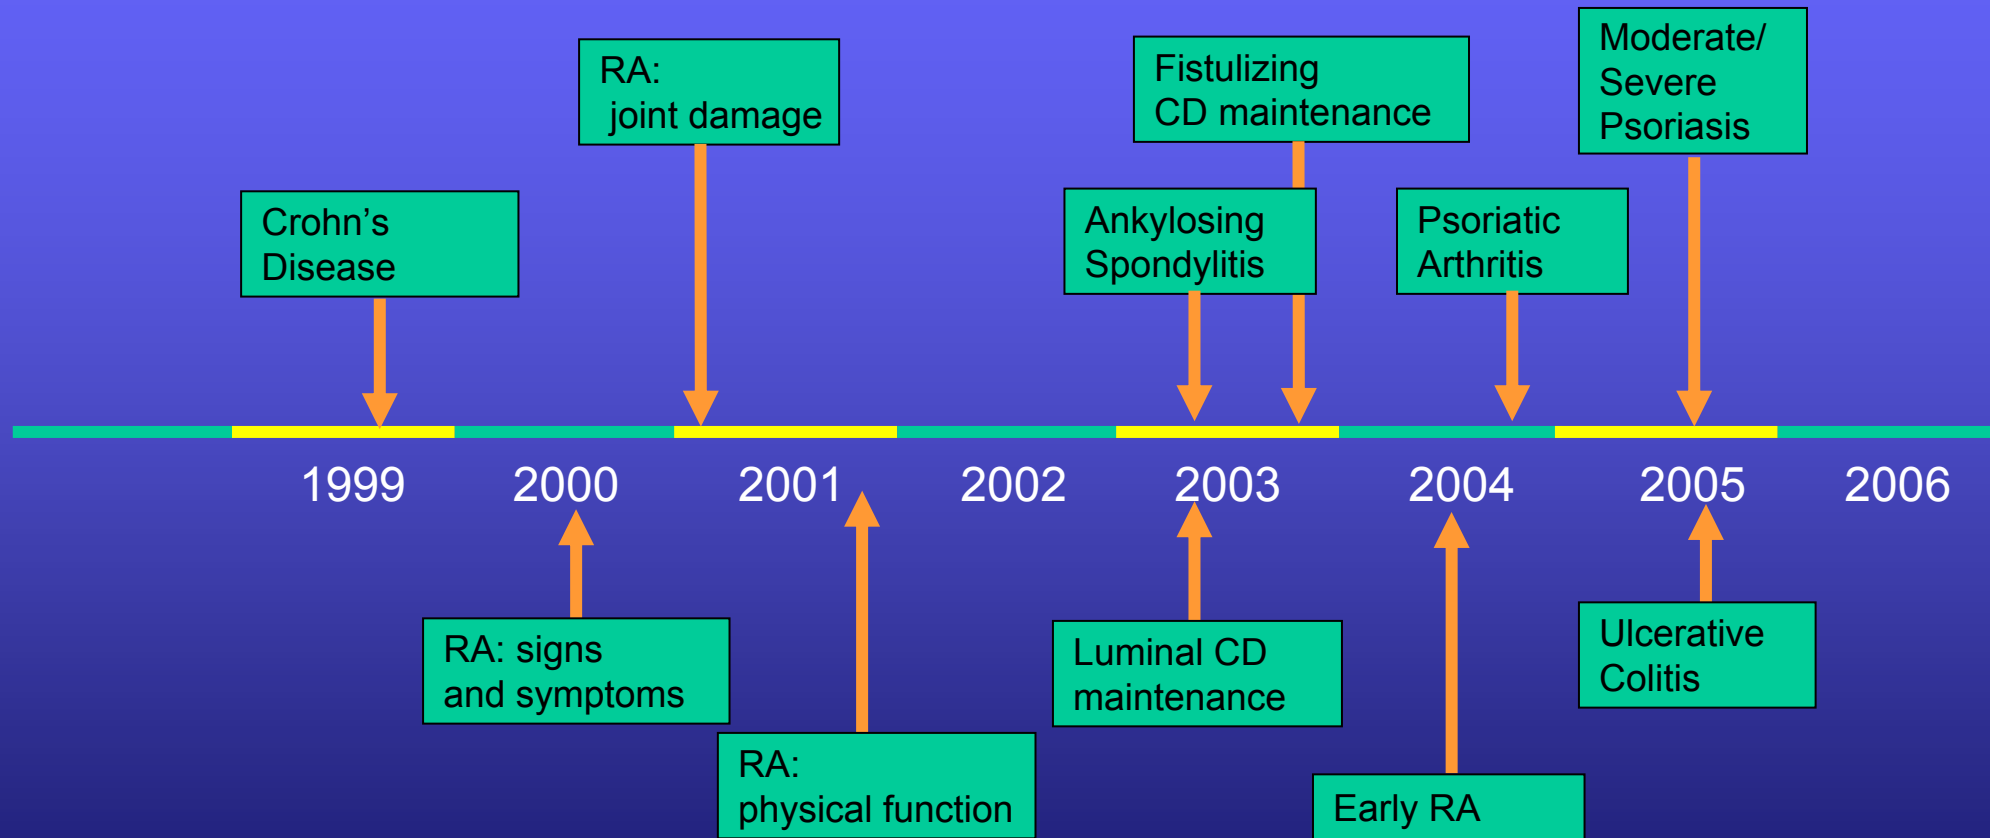 Moderate/
Severe
Psoriasis
RA:
joint damage
Fistulizing
CD maintenance
Crohn's
Disease
Ankylosing
Spondylitis
Psoriatic
Arthritis
1999 2000 2001 2002 2003 2004 2005 2006
RA: signs
and symptoms
Luminal CD
maintenance
Ulcerative
Colitis
RA:
physical function
Early RA